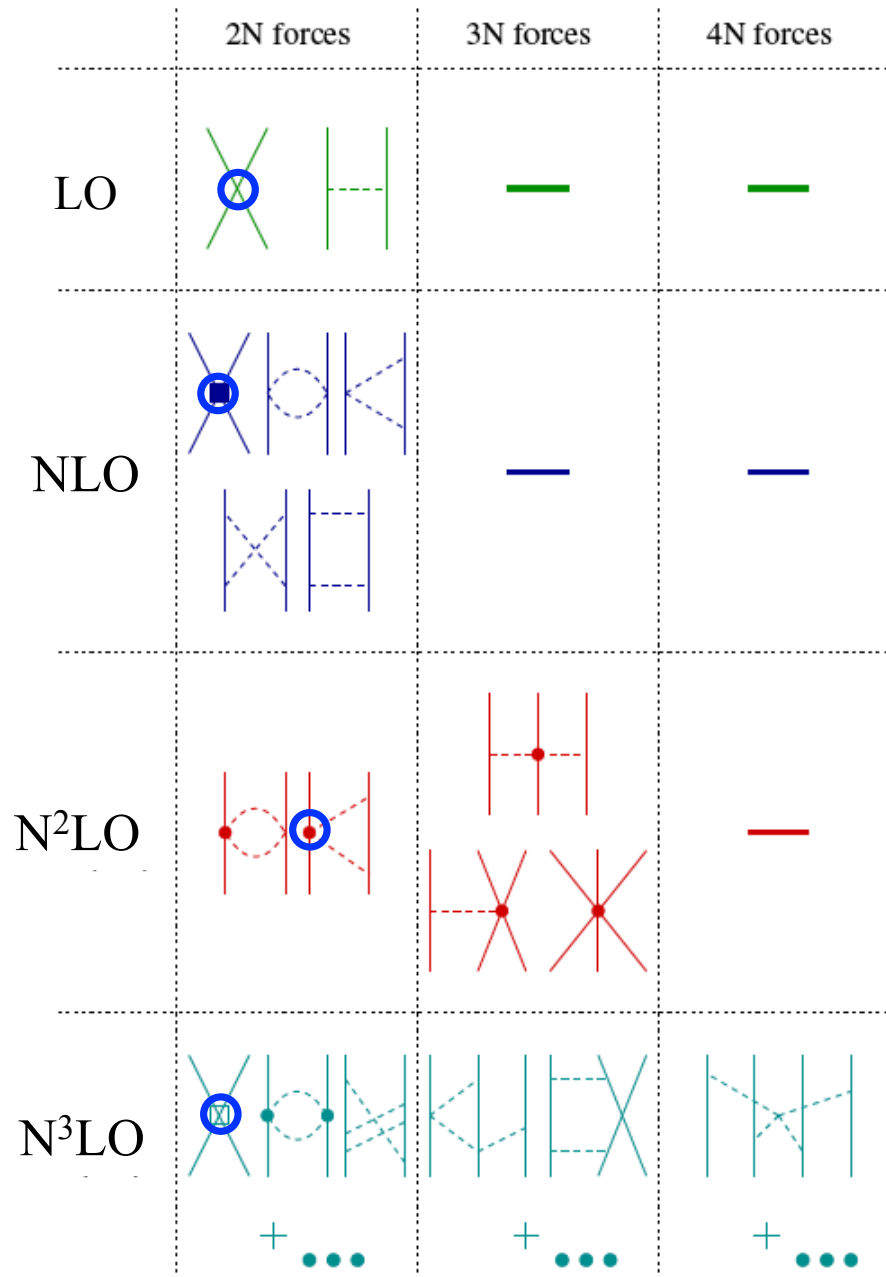 2N forces 3N forces 4N forces
LO
NLO
N²LO
N³LO
+ ••• + ••• + •••